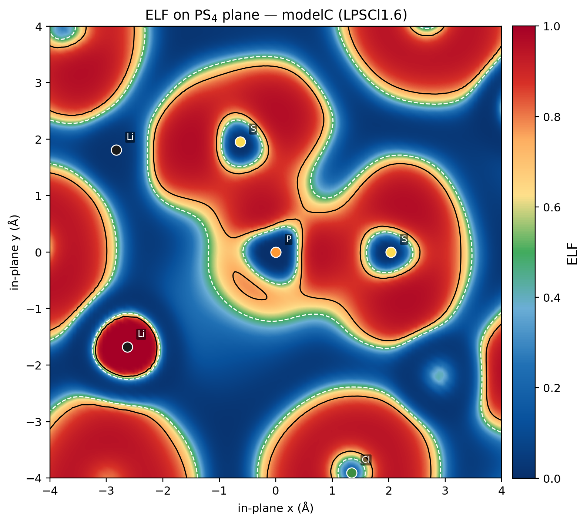 ELF on PS₄ plane — modelC (LPSCl1.6)
4
3
2
1
0
−1
−2
−3
−4
in-plane y (Å)
Li
S
P
S
Li
Cl
−4 −3 −2 −1 0 1 2 3 4
in-plane x (Å)
1.0
0.8
0.6
0.4
0.2
0.0
ELF